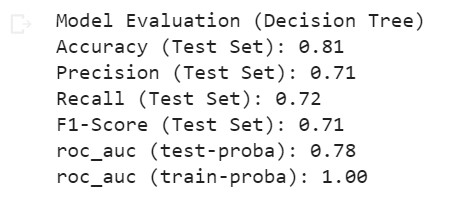 Model Evaluation (Decision Tree)
Accuracy (Test Set): 0.81
Precision (Test Set): 0.71
Recall (Test Set): 0.72
F1-Score (Test Set): 0.71
roc_auc (test-proba): 0.78
roc_auc (train-proba): 1.00